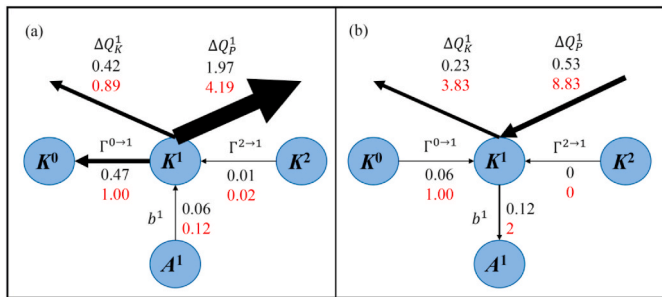 (a)
ΔQ_K^1 ΔQ_P^1
0.42 1.97
0.89 4.19
Γ^{0→1} Γ^{2→1}
K^0 K^1 K^2
0.47 0.01
1.00 0.02
b^1 0.06
0.12
A^1
(b)
ΔQ_K^1 ΔQ_P^1
0.23 0.53
3.83 8.83
Γ^{0→1} Γ^{2→1}
K^0 K^1 K^2
0.06 0
1.00 0
b^1 0.12
2
A^1